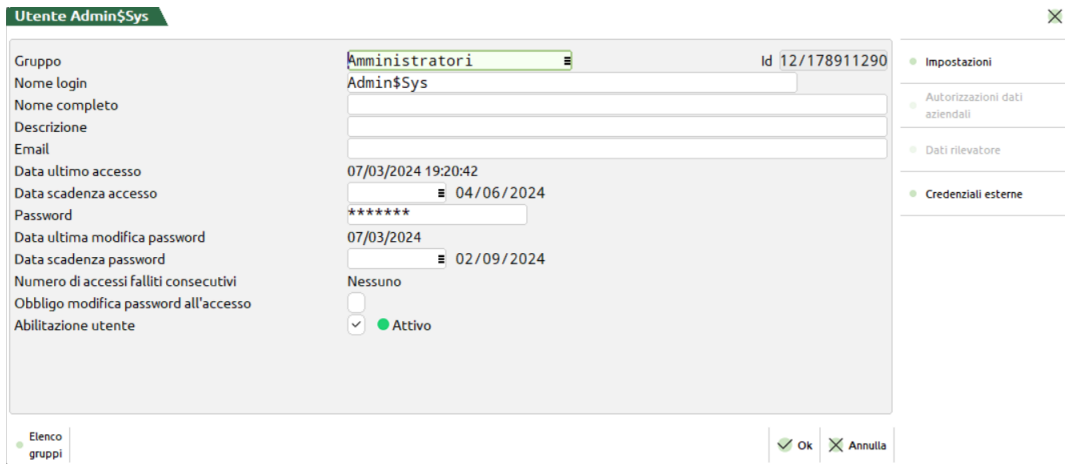 Utente Admin$Sys
Gruppo Amministratori Id 12/178911290
Nome login Admin$Sys
Nome completo
Descrizione
Email
Data ultimo accesso 07/03/2024 19:20:42
Data scadenza accesso 04/06/2024
Password *******
Data ultima modifica password 07/03/2024
Data scadenza password 02/09/2024
Numero di accessi falliti consecutivi Nessuno
Obbligo modifica password all'accesso
Abilitazione utente Attivo
Impostazioni
Autorizzazioni dati
aziendali
Dati rilevatore
Credenziali esterne
Elenco
gruppi
Ok Annulla